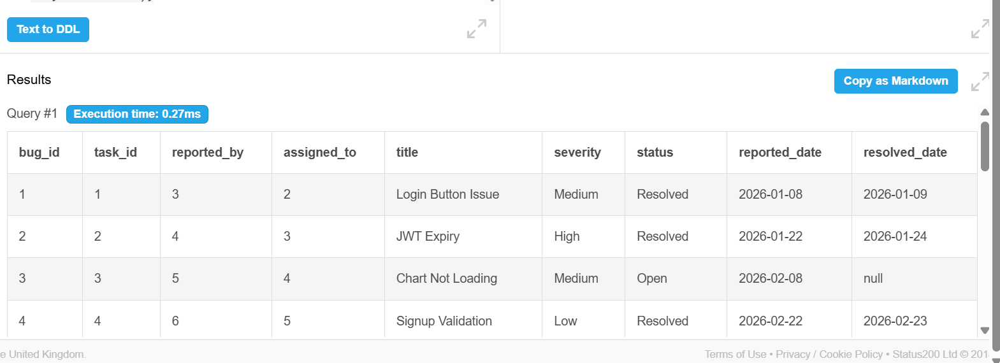 Text to DDL
Results
Copy as Markdown
Query #1 Execution time: 0.27ms
bug_id task_id reported_by assigned_to title severity status reported_date resolved_date
1 1 3 2 Login Button Issue Medium Resolved 2026-01-08 2026-01-09
2 2 4 3 JWT Expiry High Resolved 2026-01-22 2026-01-24
3 3 5 4 Chart Not Loading Medium Open 2026-02-08 null
4 4 6 5 Signup Validation Low Resolved 2026-02-22 2026-02-23
e United Kingdom.
Terms of Use • Privacy / Cookie Policy • Status200 Ltd © 201